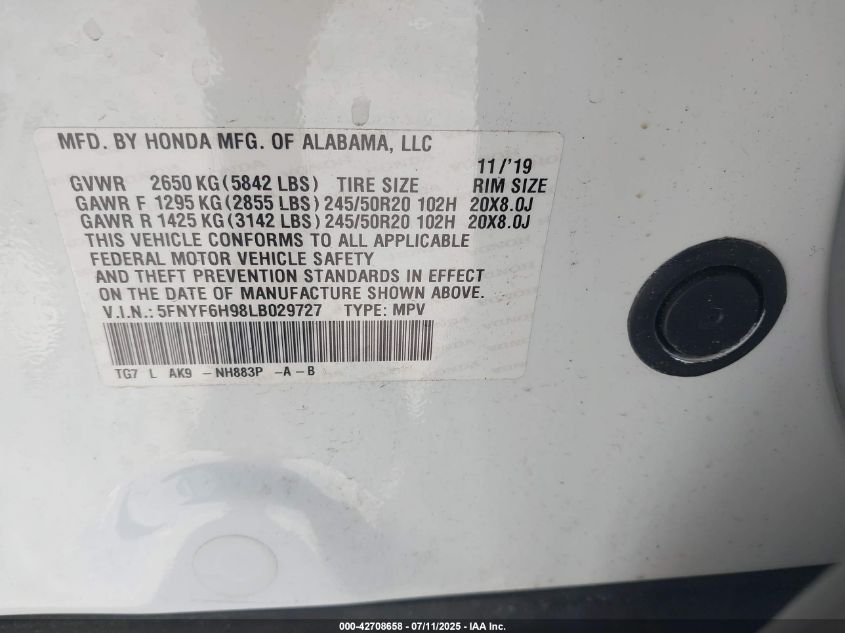 MFD. BY HONDA MFG. OF ALABAMA, LLC
11/'19
GVWR 2650 KG (5842 LBS) TIRE SIZE RIM SIZE
GAWR F 1295 KG (2855 LBS) 245/50R20 102H 20X8.0J
GAWR R 1425 KG (3142 LBS) 245/50R20 102H 20X8.0J
THIS VEHICLE CONFORMS TO ALL APPLICABLE
FEDERAL MOTOR VEHICLE SAFETY
AND THEFT PREVENTION STANDARDS IN EFFECT
ON THE DATE OF MANUFACTURE SHOWN ABOVE.
V.I.N.: 5FNYF6H98LB029727 TYPE: MPV
TG7 L AK9 -NH883P -A-B
000-42708658 - 07/11/2025 - IAA Inc.